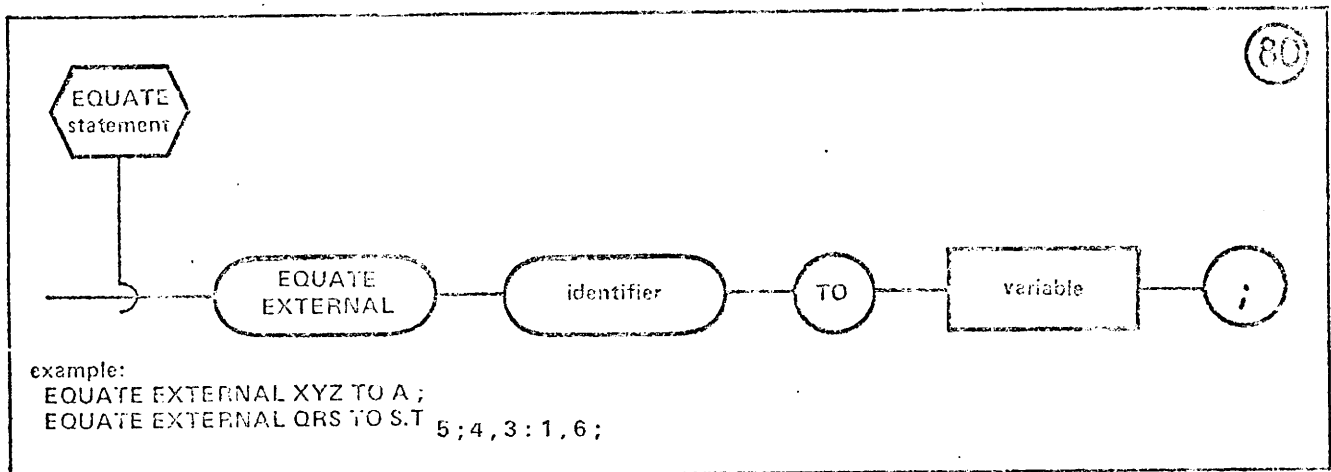 80
EQUATE
statement
EQUATE
EXTERNAL
identifier
TO
variable
;
example:
EQUATE EXTERNAL XYZ TO A ;
EQUATE EXTERNAL QRS TO S.T 5 ; 4 , 3 : 1 , 6 ;